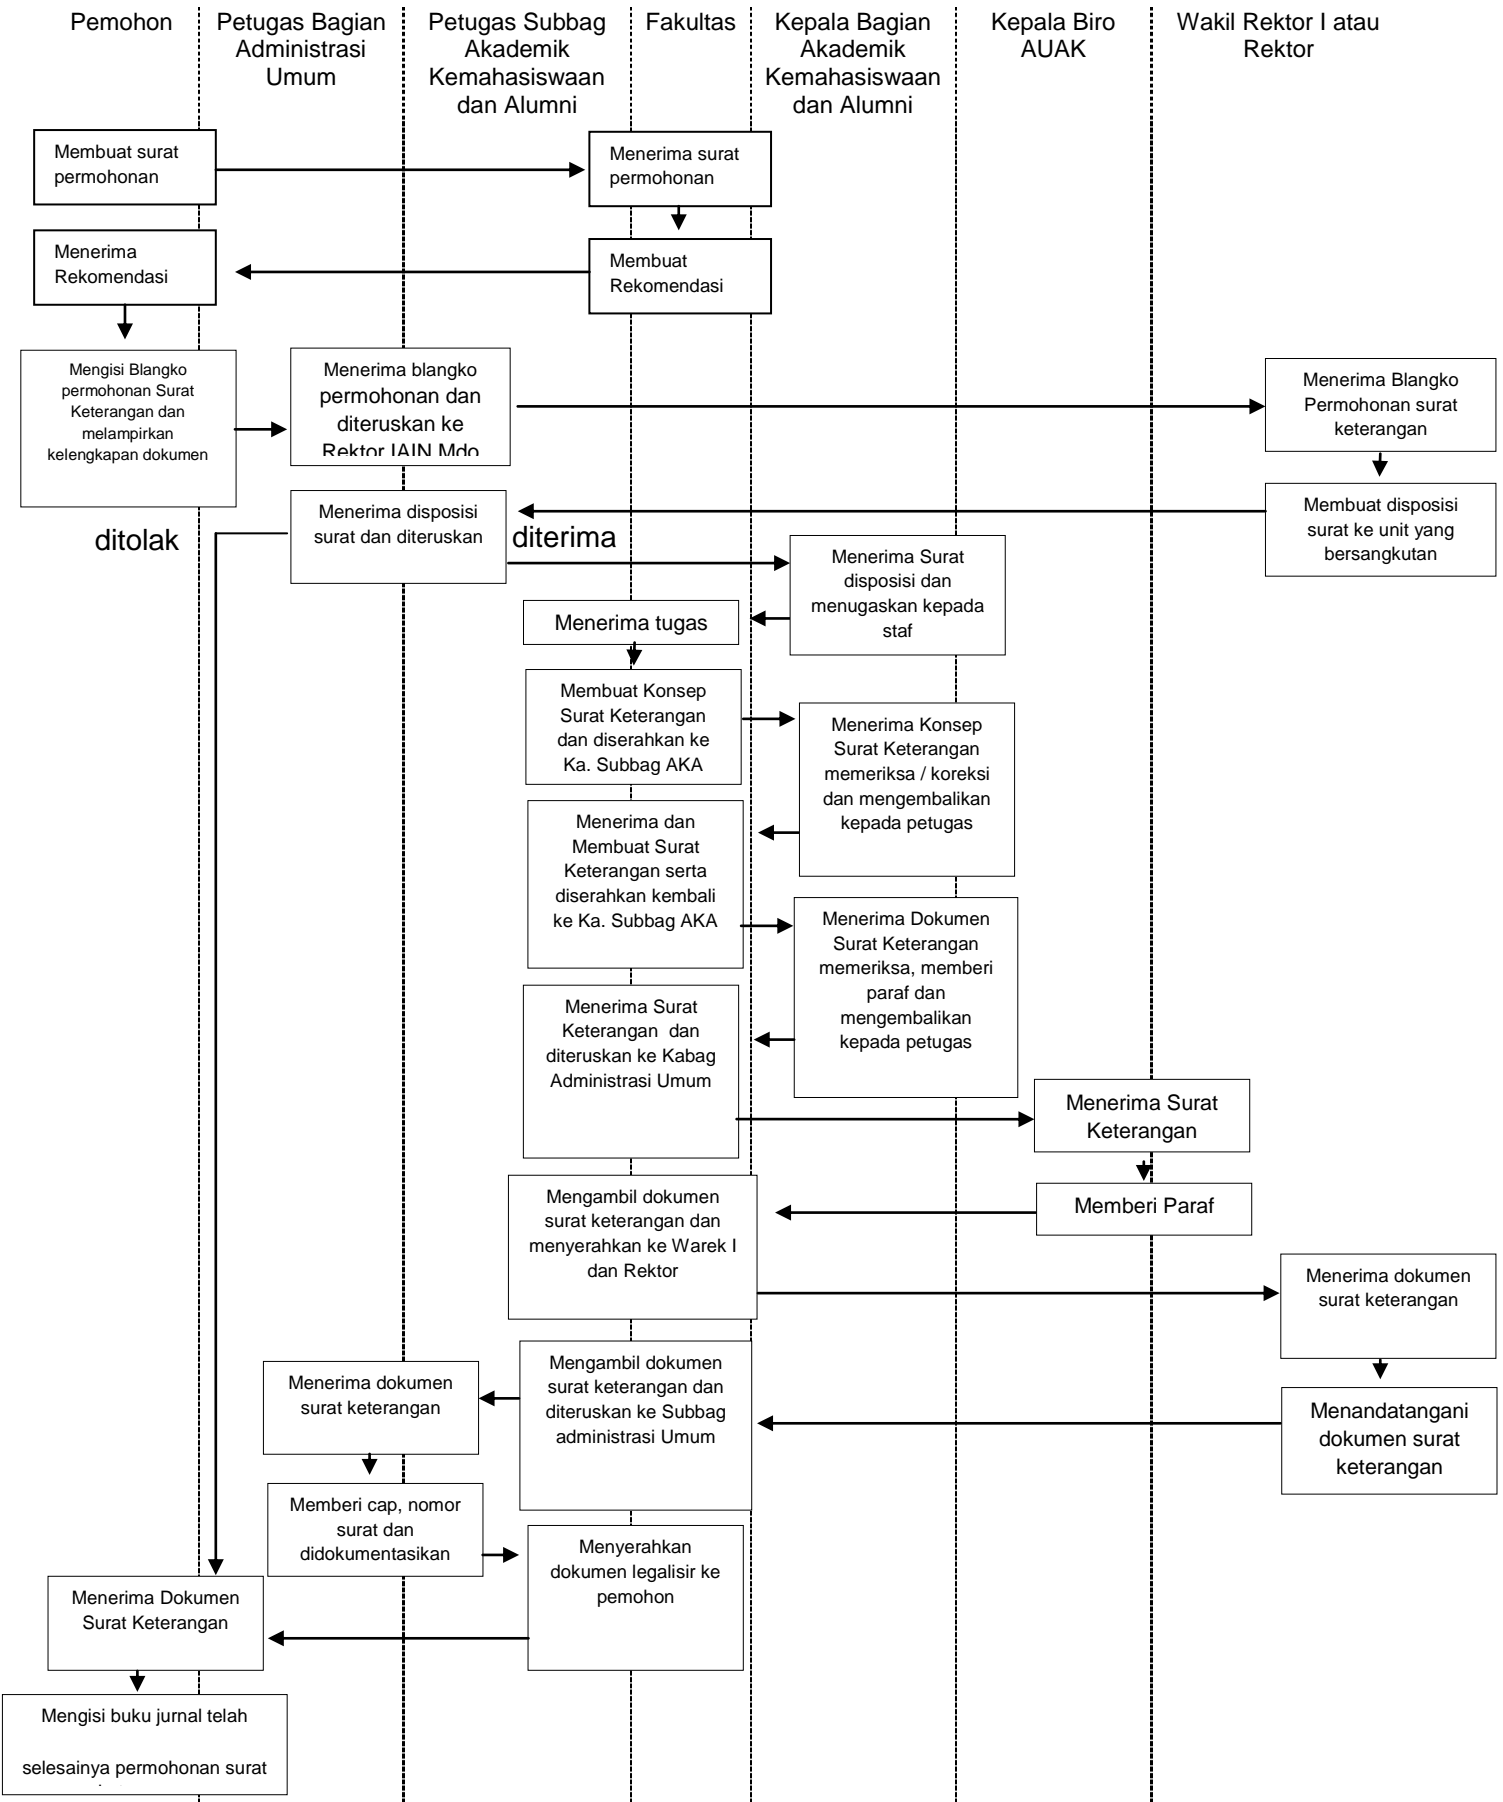 Pemohon
Petugas Bagian
Administrasi
Umum
Petugas Subbag
Akademik
Kemahasiswaan
dan Alumni
Fakultas
Kepala Bagian
Akademik
Kemahasiswaan
dan Alumni
Kepala Biro
AUAK
Wakil Rektor I atau
Rektor
Membuat surat
permohonan
Menerima surat
permohonan
Menerima
Rekomendasi
Membuat
Rekomendasi
Mengisi Blangko
permohonan Surat
Keterangan dan
melampirkan
kelengkapan dokumen
Menerima blangko
permohonan dan
diteruskan ke
Rektor IAIN Mdo
Menerima Blangko
Permohonan surat
keterangan
Menerima disposisi
surat dan diteruskan
Membuat disposisi
surat ke unit yang
bersangkutan
ditolak
diterima
Menerima Surat
disposisi dan
menugaskan kepada
staf
Menerima tugas
Membuat Konsep
Surat Keterangan
dan diserahkan ke
Ka. Subbag AKA
Menerima Konsep
Surat Keterangan
memeriksa / koreksi
dan mengembalikan
kepada petugas
Menerima dan
Membuat Surat
Keterangan serta
diserahkan kembali
ke Ka. Subbag AKA
Menerima Dokumen
Surat Keterangan
memeriksa, memberi
paraf dan
mengembalikan
kepada petugas
Menerima Surat
Keterangan  dan
diteruskan ke Kabag
Administrasi Umum
Menerima Surat
Keterangan
Memberi Paraf
Mengambil dokumen
surat keterangan dan
menyerahkan ke Warek I
dan Rektor
Menerima dokumen
surat keterangan
Menerima dokumen
surat keterangan
Mengambil dokumen
surat keterangan dan
diteruskan ke Subbag
administrasi Umum
Menandatangani
dokumen surat
keterangan
Memberi cap, nomor
surat dan
didokumentasikan
Menyerahkan
dokumen legalisir ke
pemohon
Menerima Dokumen
Surat Keterangan
Mengisi buku jurnal telah
selesainya permohonan surat